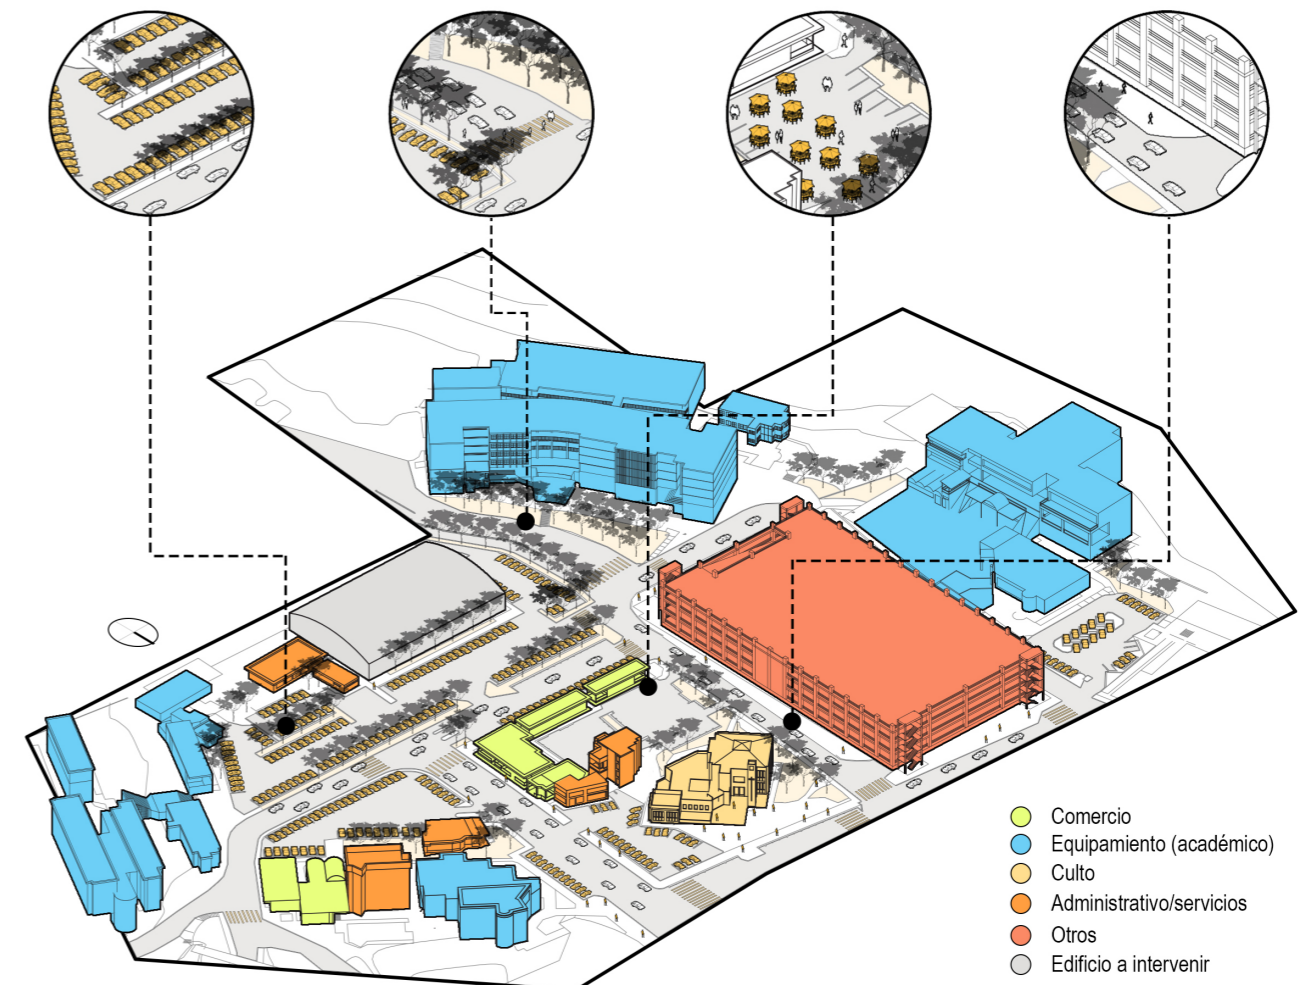 Comercio
Equipamiento (académico)
Culto
Administrativo/servicios
Otros
Edificio a intervenir